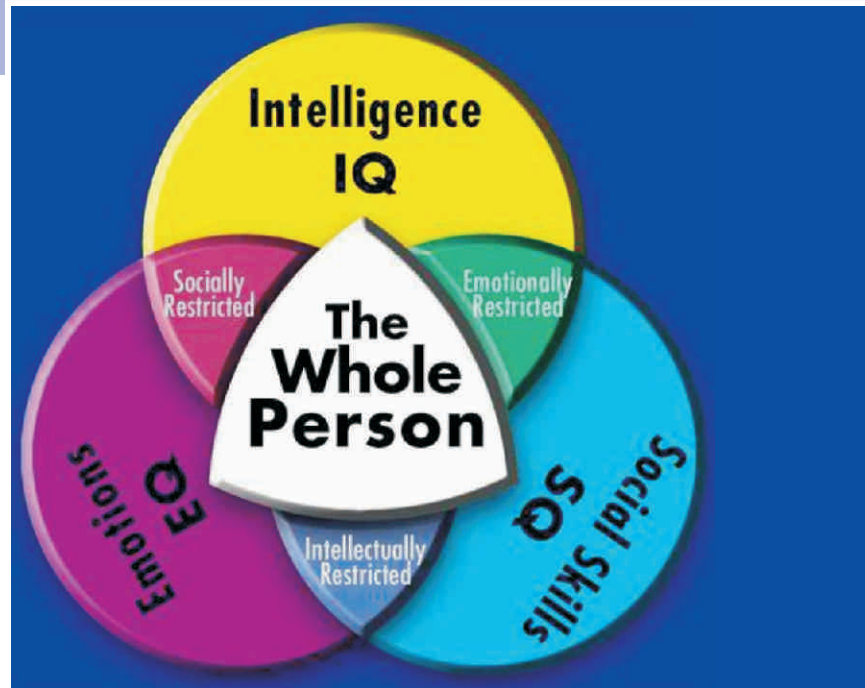 Intelligence
IQ
Socially
Restricted
Emotionally
Restricted
The
Whole
Person
Emotions
EQ
Social Skills
SQ
Intellectually
Restricted